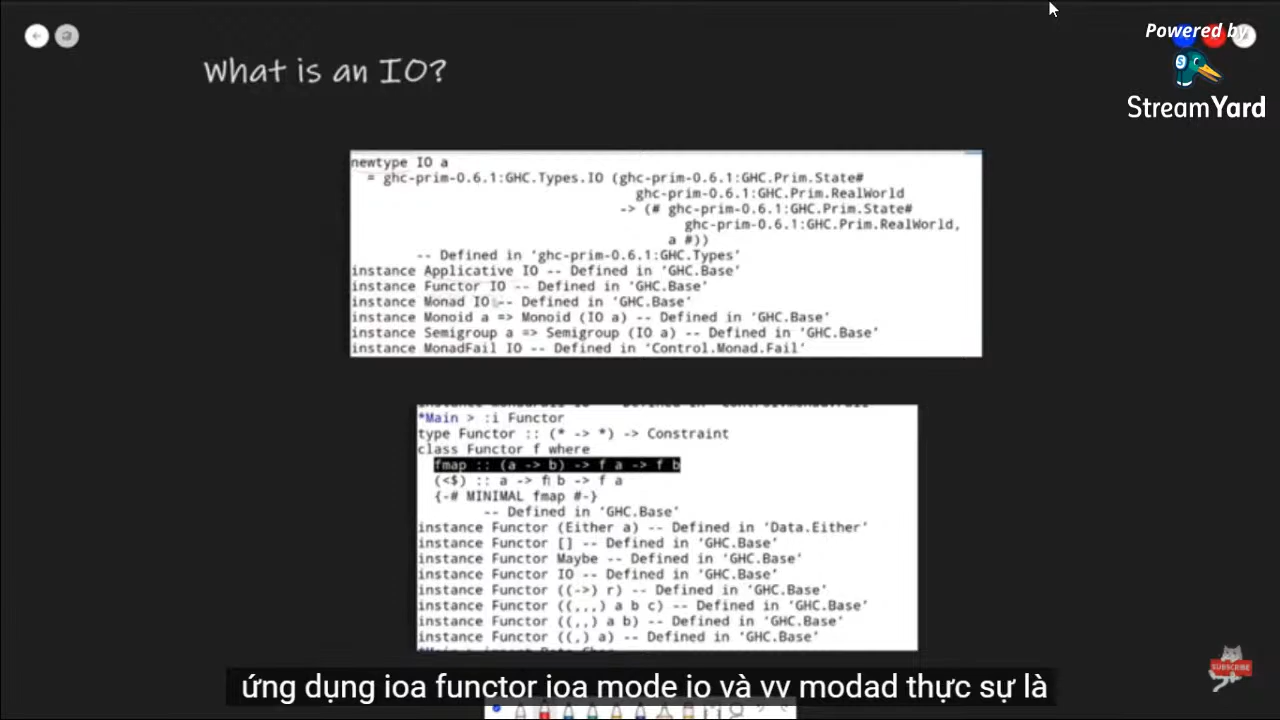 Powered by
StreamYard
What is an IO?
newtype IO a
= ghc-prim-0.6.1:GHC.Types.IO (ghc-prim-0.6.1:GHC.Prim.State#
ghc-prim-0.6.1:GHC.Prim.RealWorld
-> (# ghc-prim-0.6.1:GHC.Prim.State#
ghc-prim-0.6.1:GHC.Prim.RealWorld,
a #))
-- Defined in 'ghc-prim-0.6.1:GHC.Types'
instance Applicative IO -- Defined in 'GHC.Base'
instance Functor IO -- Defined in 'GHC.Base'
instance Monad IO -- Defined in 'GHC.Base'
instance Monoid a => Monoid (IO a) -- Defined in 'GHC.Base'
instance Semigroup a => Semigroup (IO a) -- Defined in 'GHC.Base'
instance MonadFail IO -- Defined in 'Control.Monad.Fail'
*Main > :i Functor
type Functor :: (* -> *) -> Constraint
class Functor f where
fmap :: (a -> b) -> f a -> f b
(<$) :: a -> f b -> f a
{-# MINIMAL fmap #-}
-- Defined in 'GHC.Base'
instance Functor (Either a) -- Defined in 'Data.Either'
instance Functor [] -- Defined in 'GHC.Base'
instance Functor Maybe -- Defined in 'GHC.Base'
instance Functor IO -- Defined in 'GHC.Base'
instance Functor ((->) r) -- Defined in 'GHC.Base'
instance Functor ((,,,) a b c) -- Defined in 'GHC.Base'
instance Functor ((,,) a b) -- Defined in 'GHC.Base'
instance Functor ((,) a) -- Defined in 'GHC.Base'
SUBSCRIBE
ứng dụng ioa functor ioa mode io và vv modad thực sự là